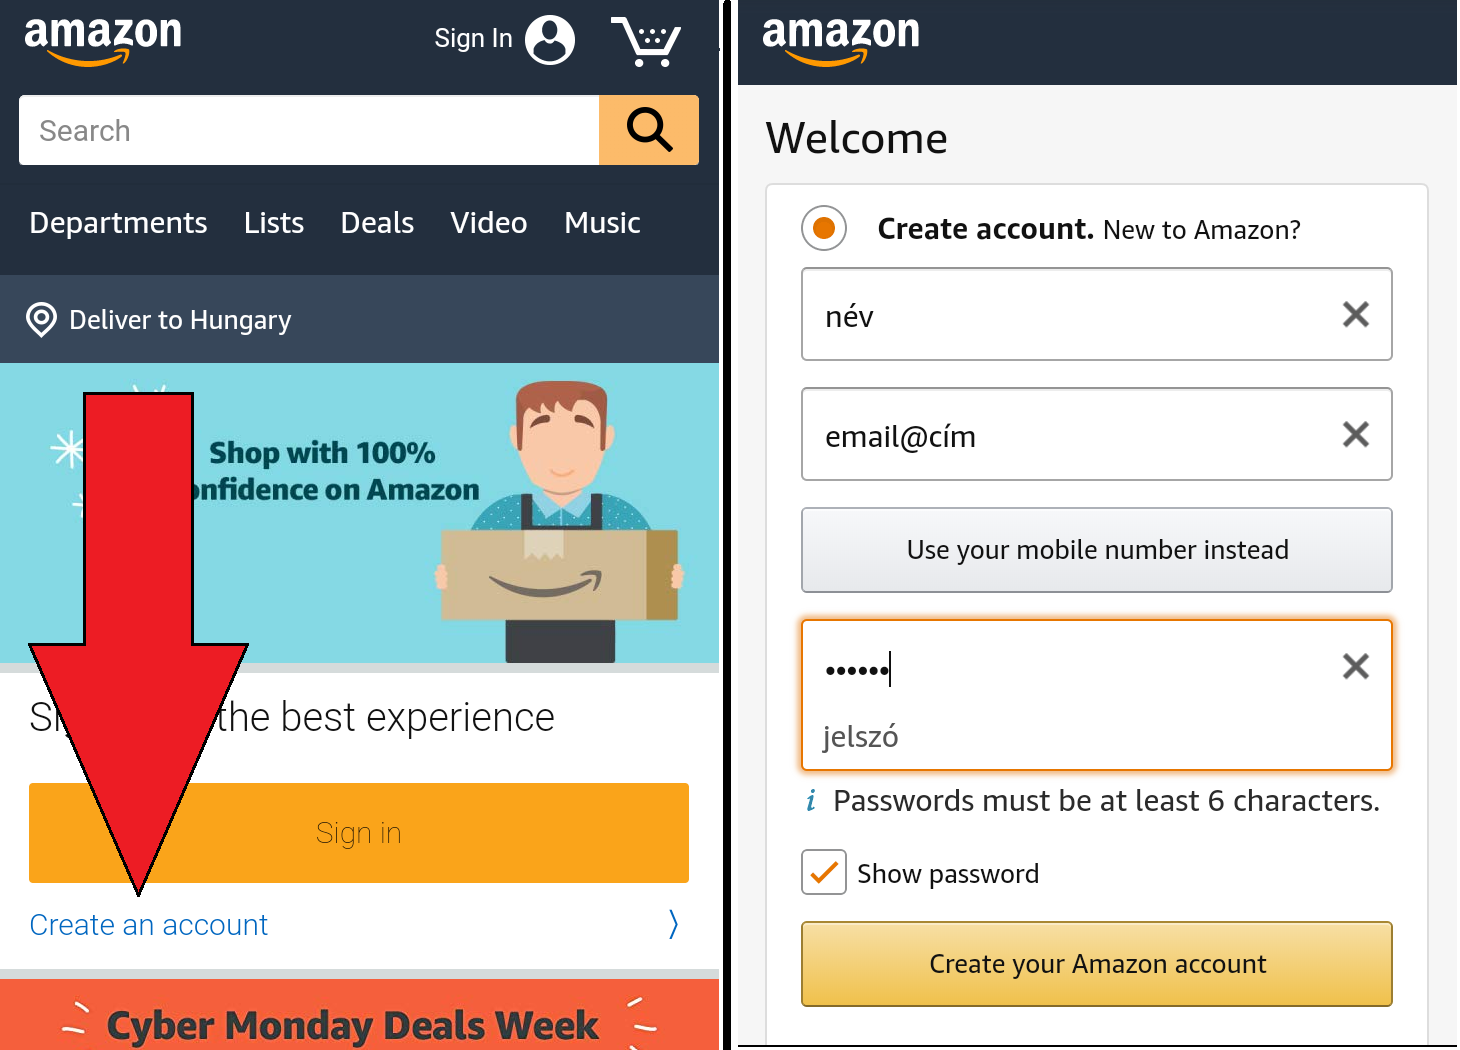 amazon
Sign In
Search
Departments Lists Deals Video Music
Deliver to Hungary
Shop with 100%
onfidence on Amazon
the best experience
Sign in
Create an account
Cyber Monday Deals Week
amazon
Welcome
Create account. New to Amazon?
név
email@cím
Use your mobile number instead
••••••
jelszó
i Passwords must be at least 6 characters.
Show password
Create your Amazon account